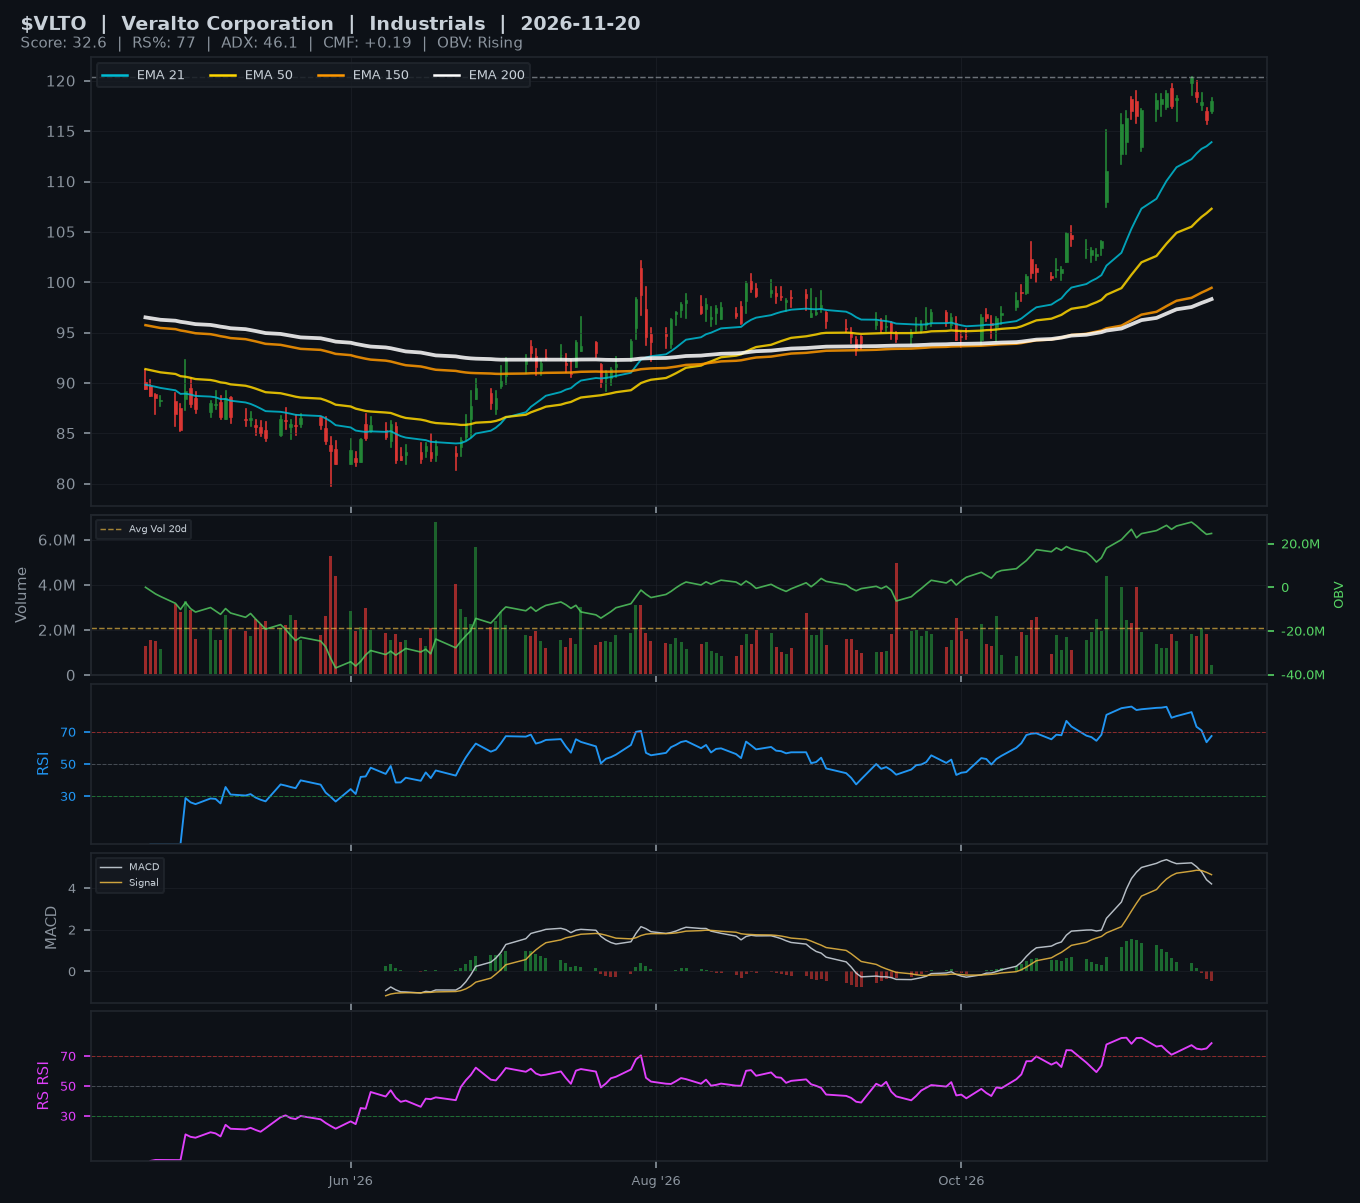 $VLTO | Veralto Corporation | Industrials | 2026-11-20
Score: 32.6 | RS%: 77 | ADX: 46.1 | CMF: +0.19 | OBV: Rising
EMA 21 EMA 50 EMA 150 EMA 200
120
115
110
105
100
95
90
85
80
Avg Vol 20d
Volume
6.0M
4.0M
2.0M
0
20.0M
0
-20.0M
-40.0M
OBV
RSI
70
50
30
MACD
Signal
MACD
4
2
0
RS RSI
70
50
30
Jun '26 Aug '26 Oct '26